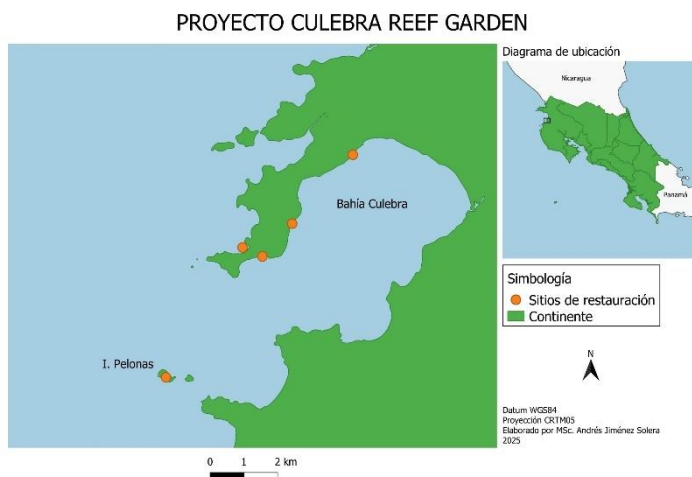 PROYECTO CULEBRA REEF GARDEN
Diagrama de ubicación
Nicaragua
Panamá
Bahía Culebra
I. Pelonas
Simbología
Sitios de restauración
Continente
N
Datum WGS84
Proyección CRTM05
Elaborado por MSc. Andrés Jiménez Solera
2025
0 1 2 km